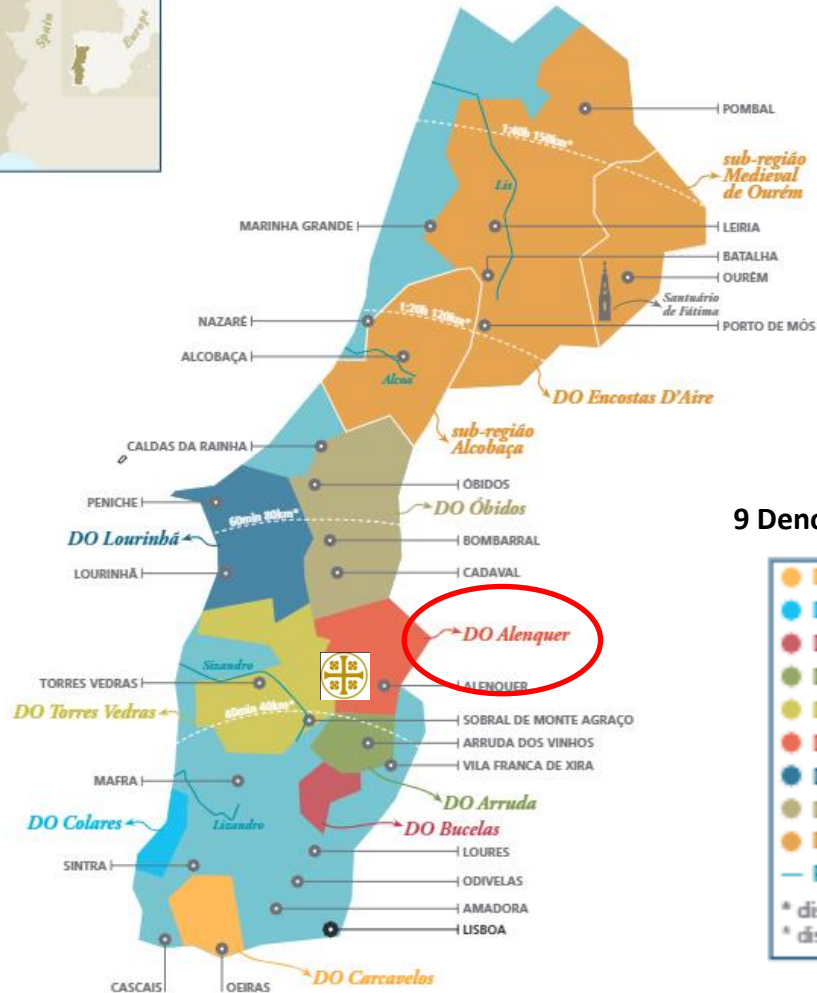 Spain
Europe
POMBAL
1:40h 150km*
sub-região
Medieval
de Ourém
Lis
MARINHA GRANDE
LEIRIA
BATALHA
OURÉM
Santuário
de Fátima
NAZARÉ
1:20h 120km*
PORTO DE MÓS
ALCOBAÇA
Alcoa
DO Encostas D'Aire
sub-região
Alcobaça
CALDAS DA RAINHA
ÓBIDOS
PENICHE
DO Óbidos
60min 80km*
DO Lourinhã
BOMBARRAL
LOURINHÃ
CADAVAL
DO Alenquer
Sizandro
TORRES VEDRAS
ALENQUER
DO Torres Vedras
40min 40km*
SOBRAL DE MONTE AGRAÇO
ARRUDA DOS VINHOS
VILA FRANCA DE XIRA
MAFRA
DO Arruda
DO Colares
Lizandro
DO Bucelas
LOURES
SINTRA
ODIVELAS
AMADORA
LISBOA
DO Carcavelos
CASCAIS
OEIRAS
9 Deno
* dis
* dis